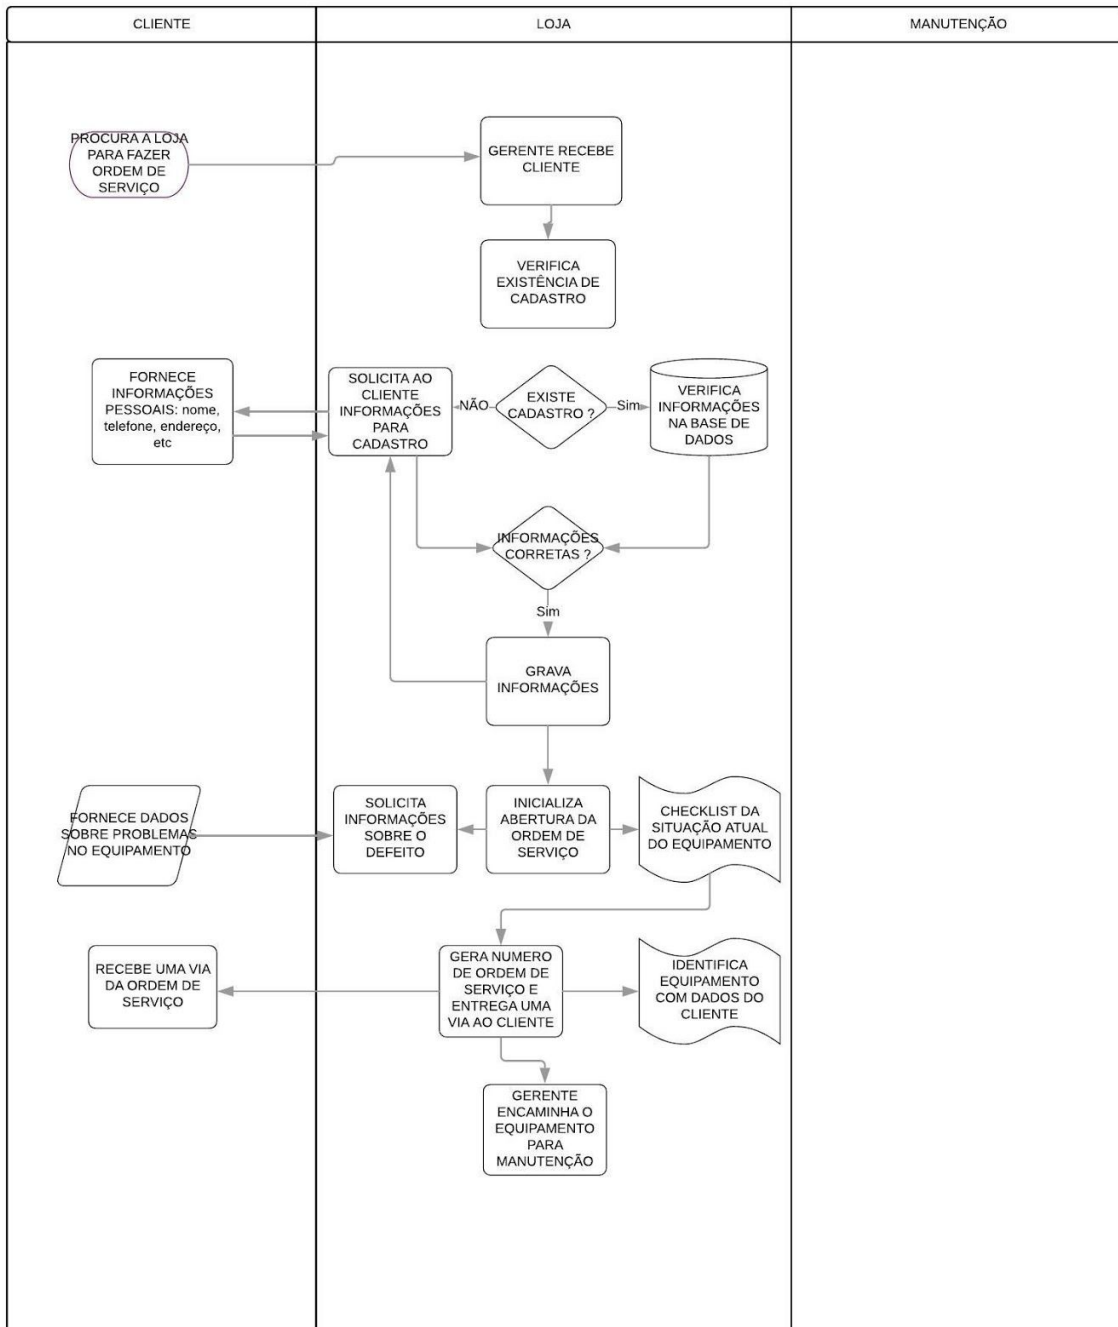 CLIENTE
LOJA
MANUTENÇÃO
PROCURA A LOJA
PARA FAZER
ORDEM DE
SERVIÇO
GERENTE RECEBE
CLIENTE
VERIFICA
EXISTÊNCIA DE
CADASTRO
FORNECE
INFORMAÇÕES
PESSOAIS: nome,
telefone, endereço,
etc
SOLICITA AO
CLIENTE
INFORMAÇÕES
PARA
CADASTRO
NÃO
EXISTE
CADASTRO ?
Sim
VERIFICA
INFORMAÇÕES
NA BASE DE
DADOS
INFORMAÇÕES
CORRETAS ?
Sim
GRAVA
INFORMAÇÕES
FORNECE DADOS
SOBRE PROBLEMAS
NO EQUIPAMENTO
SOLICITA
INFORMAÇÕES
SOBRE O
DEFEITO
INICIALIZA
ABERTURA DA
ORDEM DE
SERVIÇO
CHECKLIST DA
SITUAÇÃO ATUAL
DO EQUIPAMENTO
RECEBE UMA VIA
DA ORDEM DE
SERVIÇO
GERA NUMERO
DE ORDEM DE
SERVIÇO E
ENTREGA UMA
VIA AO CLIENTE
IDENTIFICA
EQUIPAMENTO
COM DADOS DO
CLIENTE
GERENTE
ENCAMINHA O
EQUIPAMENTO
PARA
MANUTENÇÃO